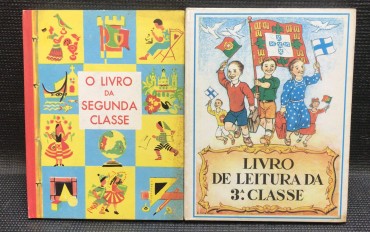 O LIVRO
DA
SEGUNDA
CLASSE
LIVRO
DE LEITURA DA
3.ª CLASSE